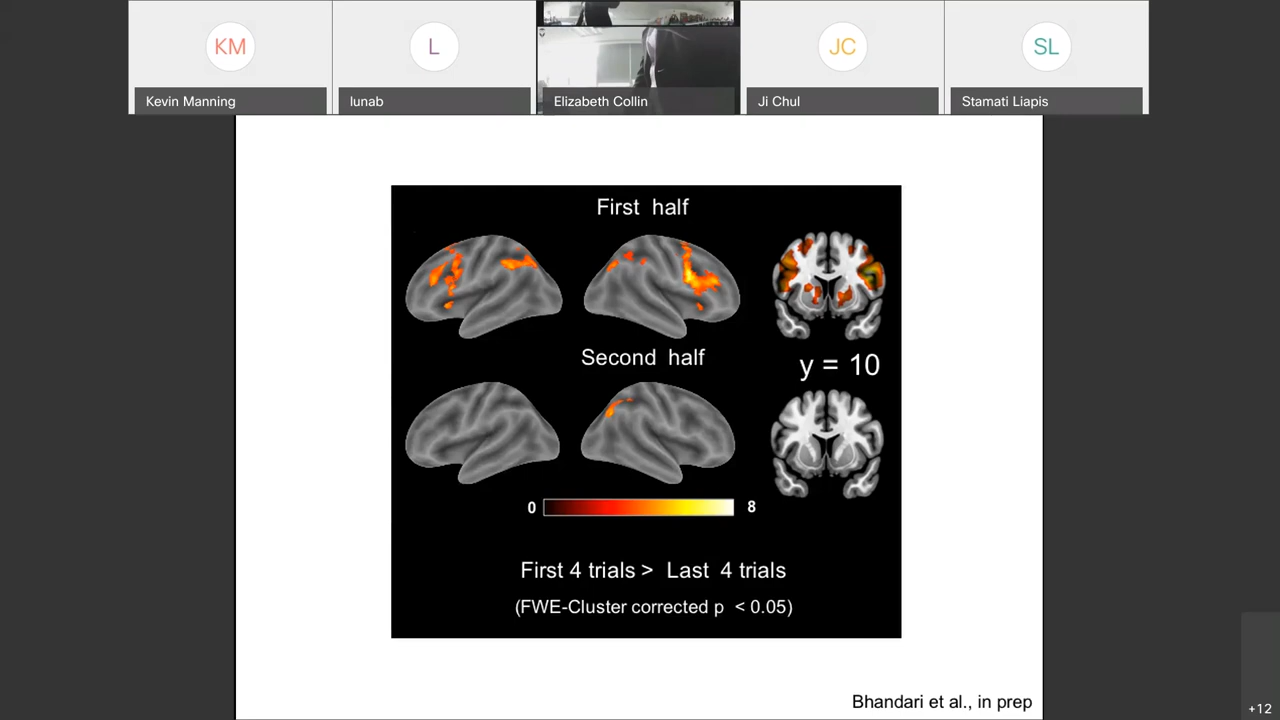 KM
L
JC
SL
Kevin Manning
lunab
Elizabeth Collin
Ji Chul
Stamati Liapis
First half
Second half
y = 10
0
8
First 4 trials > Last 4 trials
(FWE-Cluster corrected p < 0.05)
Bhandari et al., in prep
+12